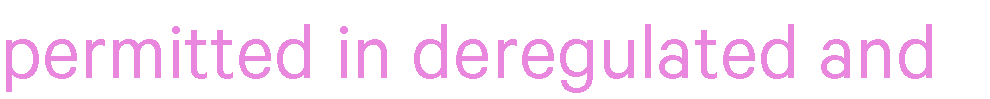 permitted in deregulated and